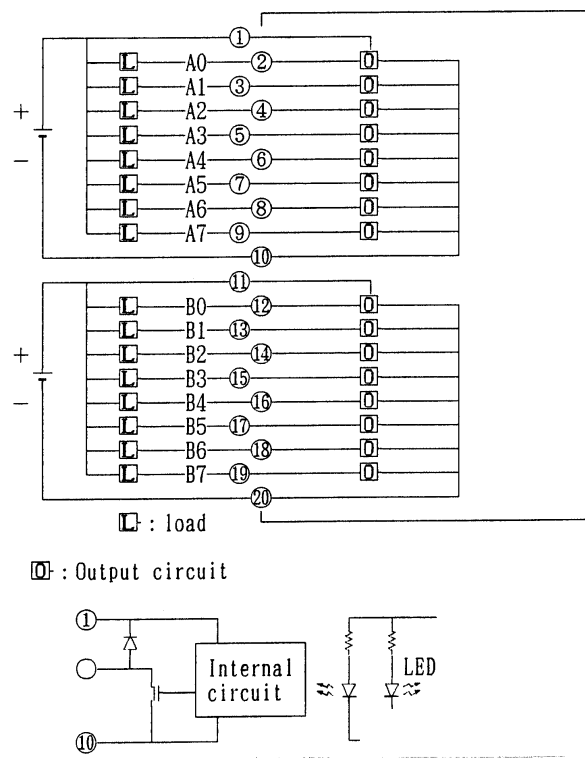 ①
L A0 ② O
L A1 ③ O
L A2 ④ O
+ L A3 ⑤ O
- L A4 ⑥ O
L A5 ⑦ O
L A6 ⑧ O
L A7 ⑨ O
⑩
⑪
L B0 ⑫ O
L B1 ⑬ O
+ L B2 ⑭ O
L B3 ⑮ O
- L B4 ⑯ O
L B5 ⑰ O
L B6 ⑱ O
L B7 ⑲ O
⑳
L : load
O : Output circuit
①
Internal
circuit
LED
⑩